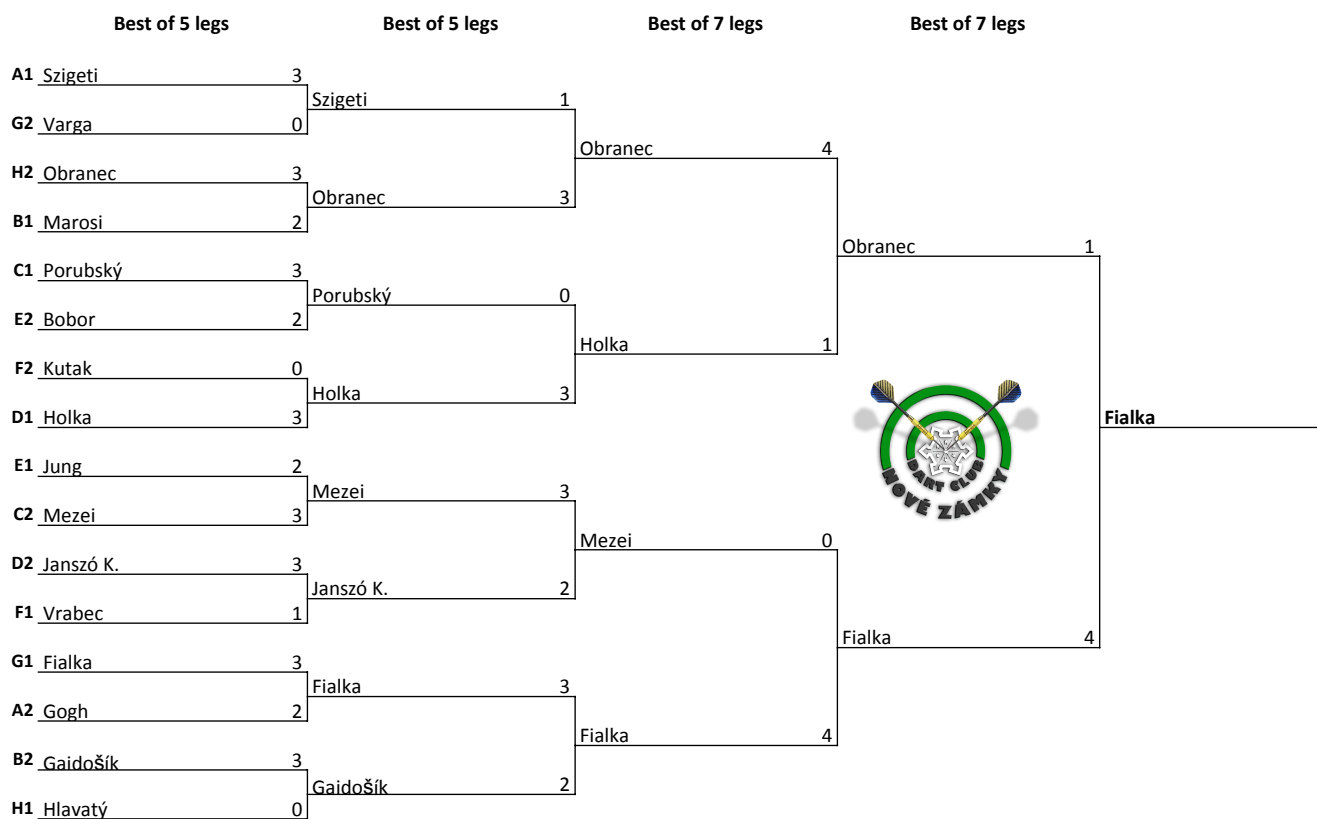 Best of 5 legs Best of 5 legs Best of 7 legs Best of 7 legs
A1 Szigeti 3
Szigeti 1
G2 Varga 0
Obranec 4
H2 Obranec 3
Obranec 3
B1 Marosi 2
Obranec 1
C1 Porubský 3
Porubský 0
E2 Bobor 2
Holka 1
F2 Kutak 0
Holka 3
D1 Holka 3
Fialka
E1 Jung 2
DART CLUB
NOVÉ ZÁMKY
Mezei 3
C2 Mezei 3
Mezei 0
D2 Janszó K. 3
Janszó K. 2
F1 Vrabec 1
Fialka 4
G1 Fialka 3
Fialka 3
A2 Gogh 2
Fialka 4
B2 Gaidošík 3
Gaidošík 2
H1 Hlavatý 0